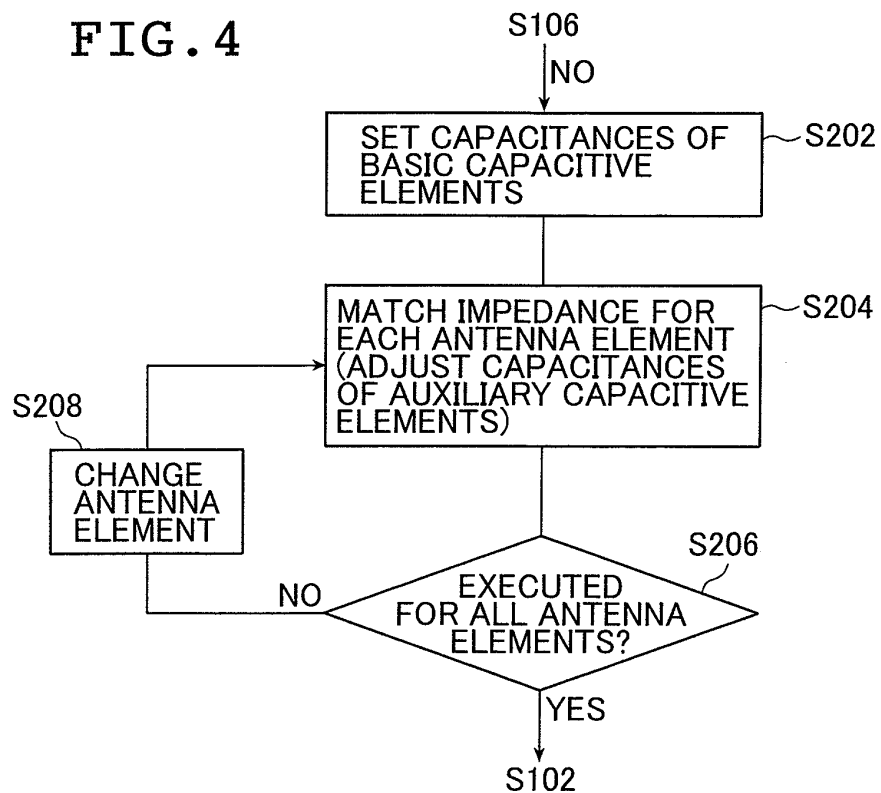 FIG.4
S106
NO
SET CAPACITANCES OF
BASIC CAPACITIVE
ELEMENTS
S202
MATCH IMPEDANCE FOR
EACH ANTENNA ELEMENT
(ADJUST CAPACITANCES
OF AUXILIARY CAPACITIVE
ELEMENTS)
S204
S208
CHANGE
ANTENNA
ELEMENT
S206
EXECUTED
FOR ALL ANTENNA
ELEMENTS?
NO
YES
S102